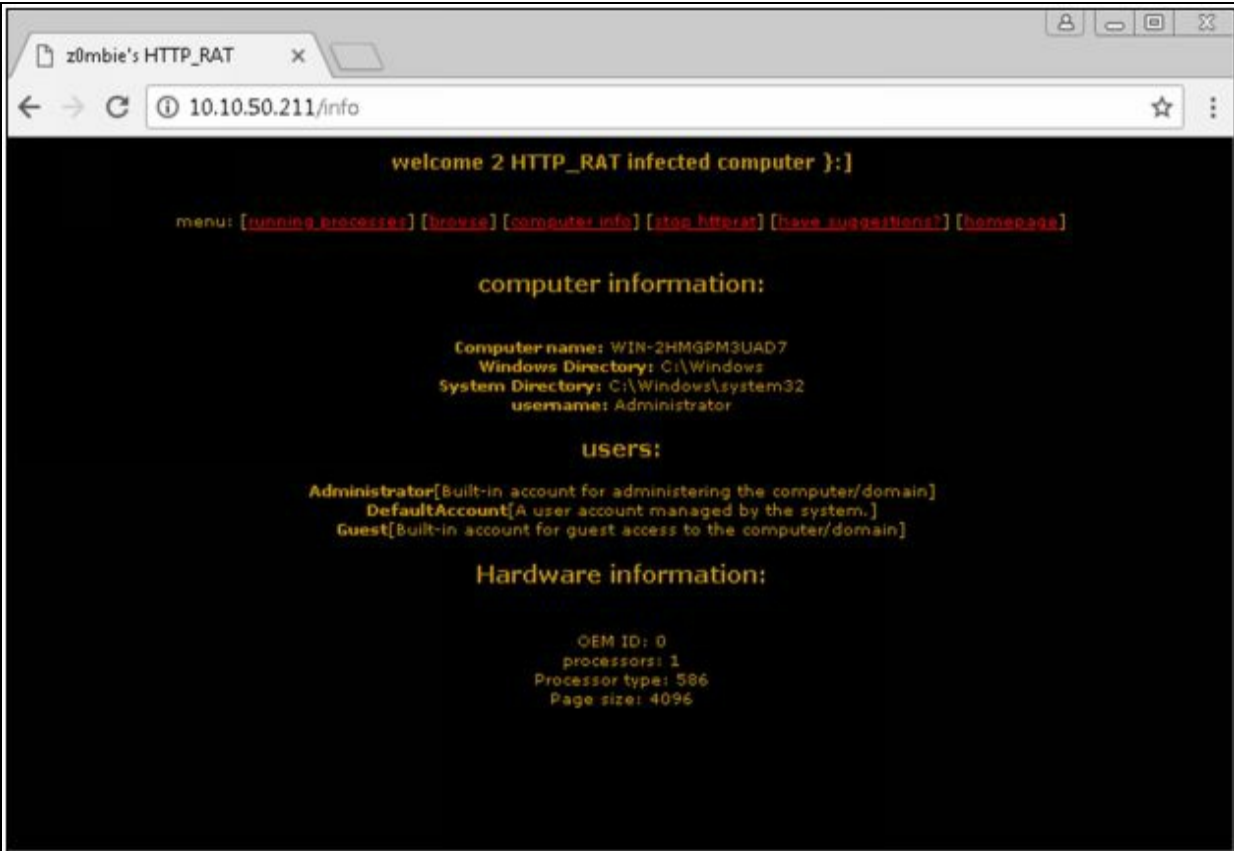 z0mbie's HTTP_RAT
10.10.50.211/info
welcome 2 HTTP_RAT infected computer }:]
menu: [running processes] [browse] [computer info] [stop httprat] [have suggestions?] [homepage]
computer information:
Computer name: WIN-2HMGPM3UAD7
Windows Directory: C:\Windows
System Directory: C:\Windows\system32
username: Administrator
users:
Administrator[Built-in account for administering the computer/domain]
DefaultAccount[A user account managed by the system.]
Guest[Built-in account for guest access to the computer/domain]
Hardware information:
OEM ID: 0
processors: 1
Processor type: 586
Page size: 4096